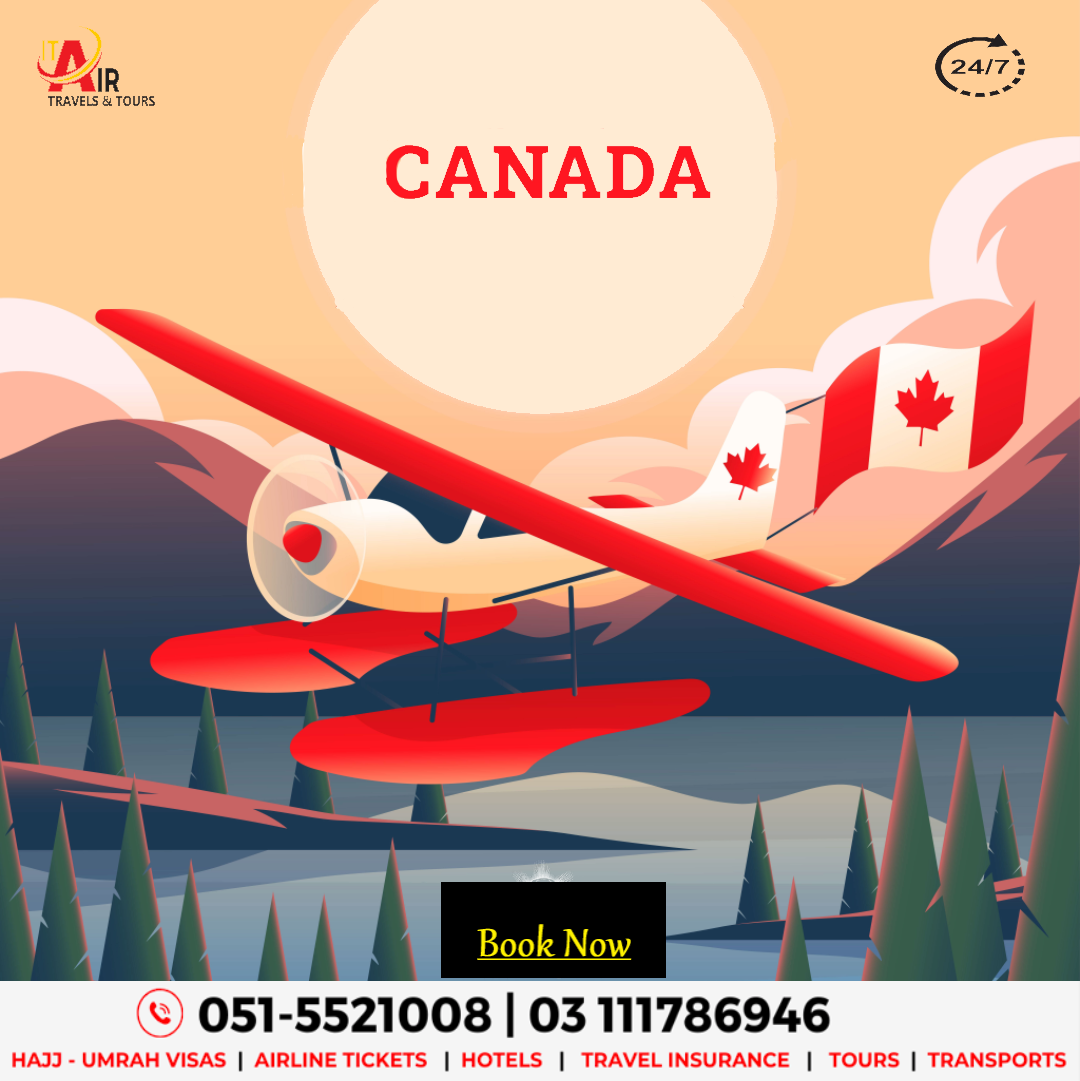 IT AIR
TRAVELS & TOURS
24/7
CANADA
Book Now
051-5521008 | 03 111786946
HAJJ - UMRAH VISAS | AIRLINE TICKETS | HOTELS | TRAVEL INSURANCE | TOURS | TRANSPORTS